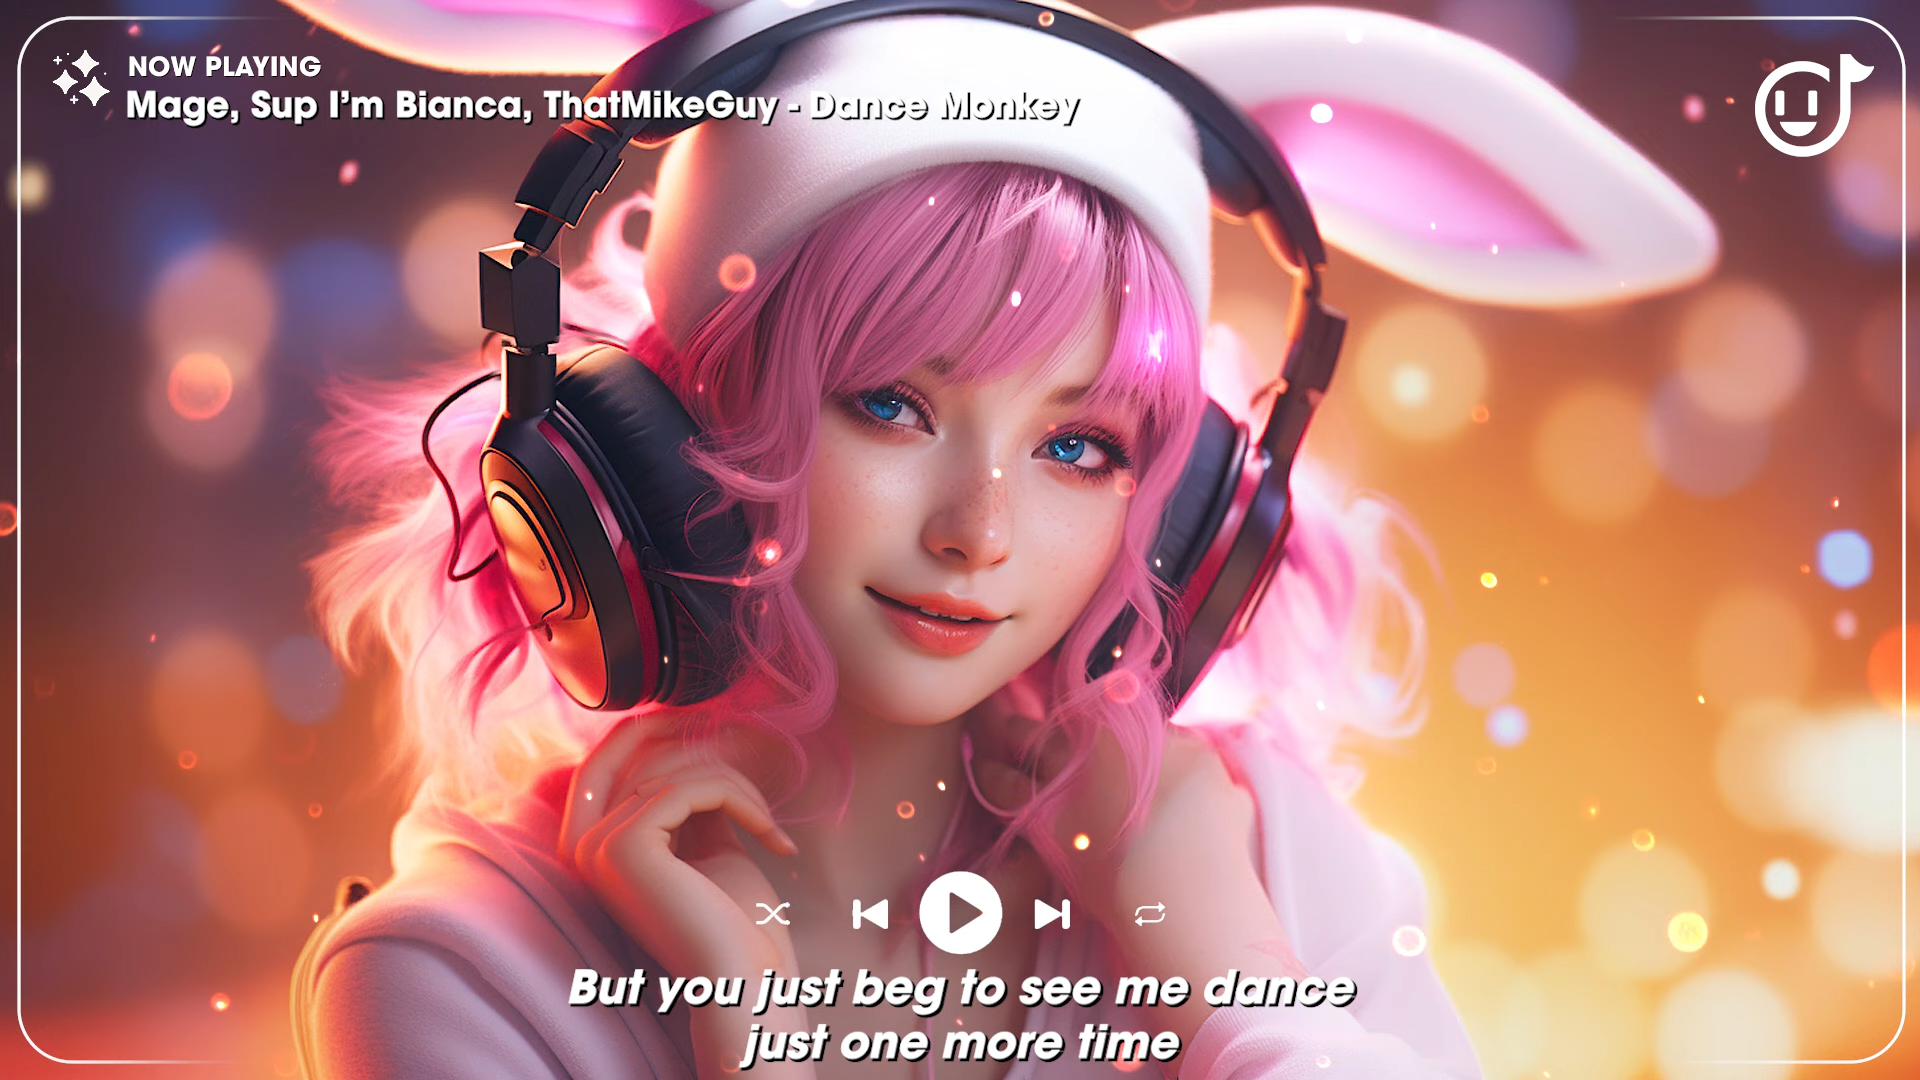 NOW PLAYING
Mage, Sup I’m Bianca, ThatMikeGuy - Dance Monkey
But you just beg to see me dance
just one more time